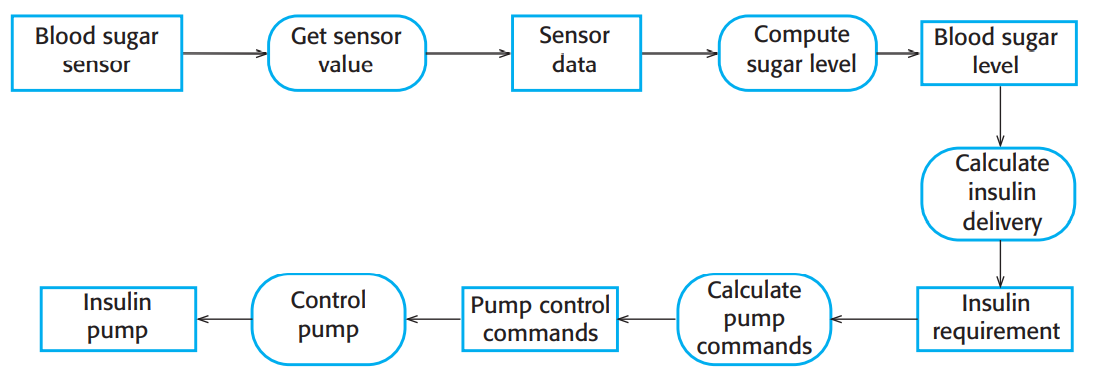 Blood sugar
sensor
Get sensor
value
Sensor
data
Compute
sugar level
Blood sugar
level
Calculate
insulin
delivery
Insulin
requirement
Calculate
pump
commands
Pump control
commands
Control
pump
Insulin
pump